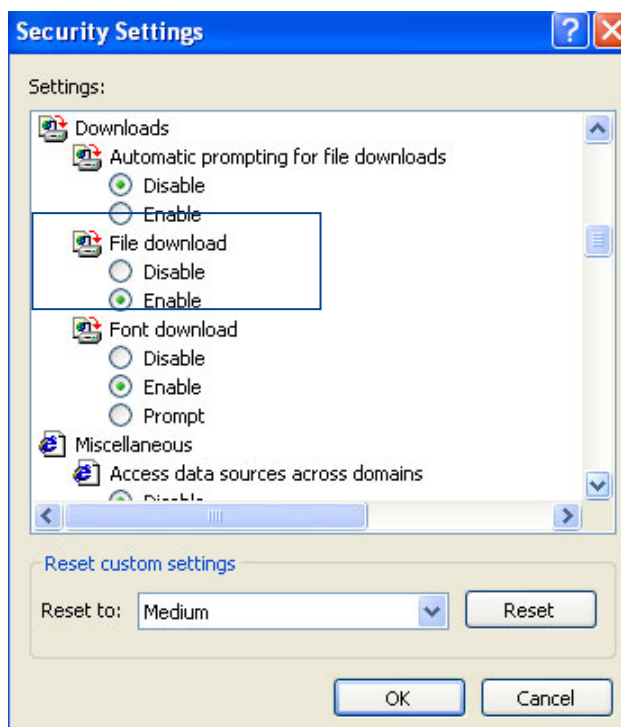 Security Settings
Settings:
Downloads
Automatic prompting for file downloads
Disable
Enable
File download
Disable
Enable
Font download
Disable
Enable
Prompt
Miscellaneous
Access data sources across domains
Disable
Reset custom settings
Reset to: Medium Reset
OK Cancel